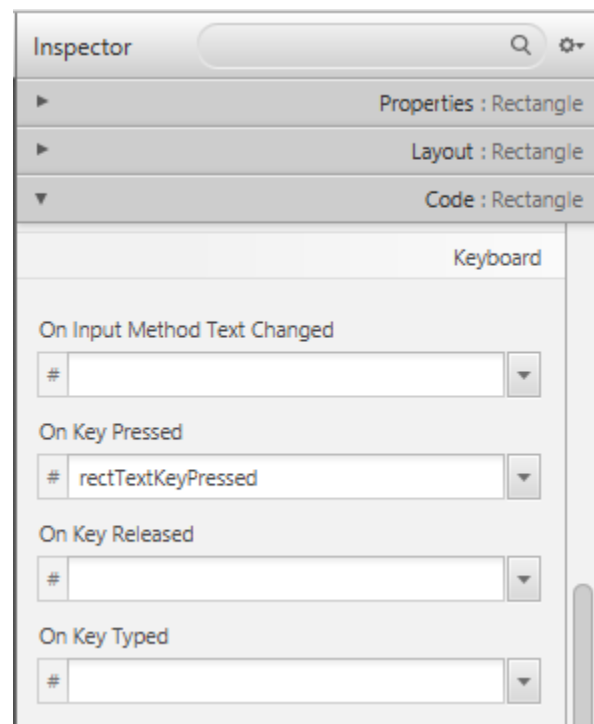 Inspector
Properties : Rectangle
Layout : Rectangle
Code : Rectangle
Keyboard
On Input Method Text Changed
#
On Key Pressed
# rectTextKeyPressed
On Key Released
#
On Key Typed
#